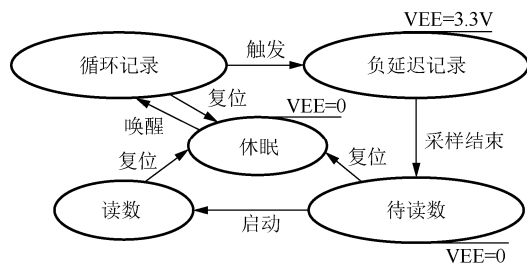 VEE=3.3V
循环记录
触发
负延迟记录
复位
VEE=0
唤醒
休眠
采样结束
复位
复位
读数
启动
待读数
VEE=0